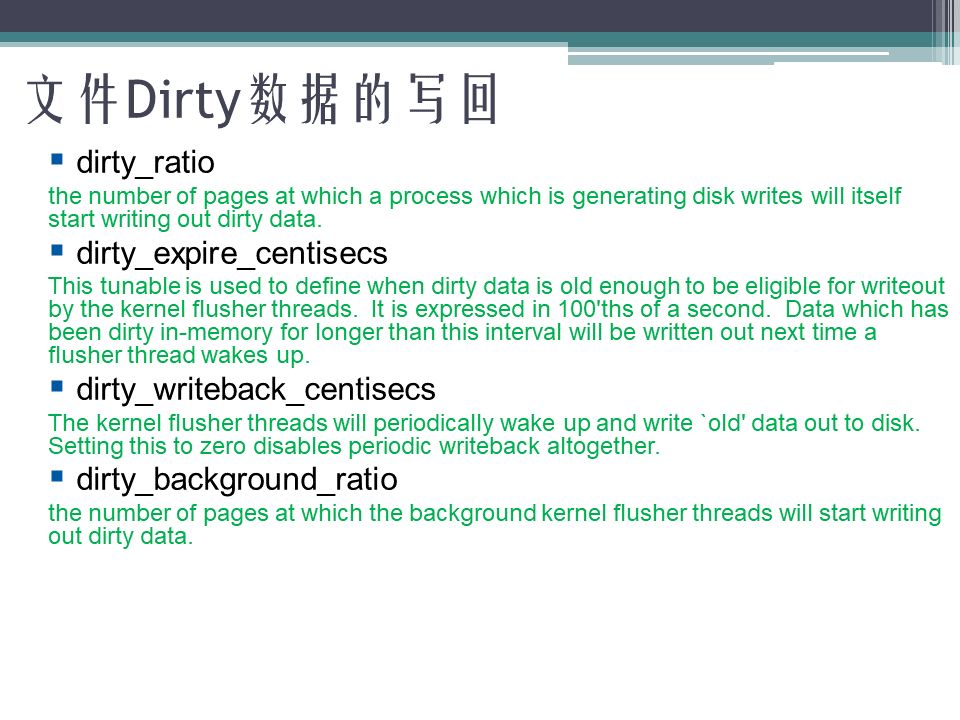 文件Dirty数据的写回
dirty_ratio
the number of pages at which a process which is generating disk writes will itself
start writing out dirty data.
dirty_expire_centisecs
This tunable is used to define when dirty data is old enough to be eligible for writeout
by the kernel flusher threads.  It is expressed in 100'ths of a second.  Data which has
been dirty in-memory for longer than this interval will be written out next time a
flusher thread wakes up.
dirty_writeback_centisecs
The kernel flusher threads will periodically wake up and write `old' data out to disk.
Setting this to zero disables periodic writeback altogether.
dirty_background_ratio
the number of pages at which the background kernel flusher threads will start writing
out dirty data.